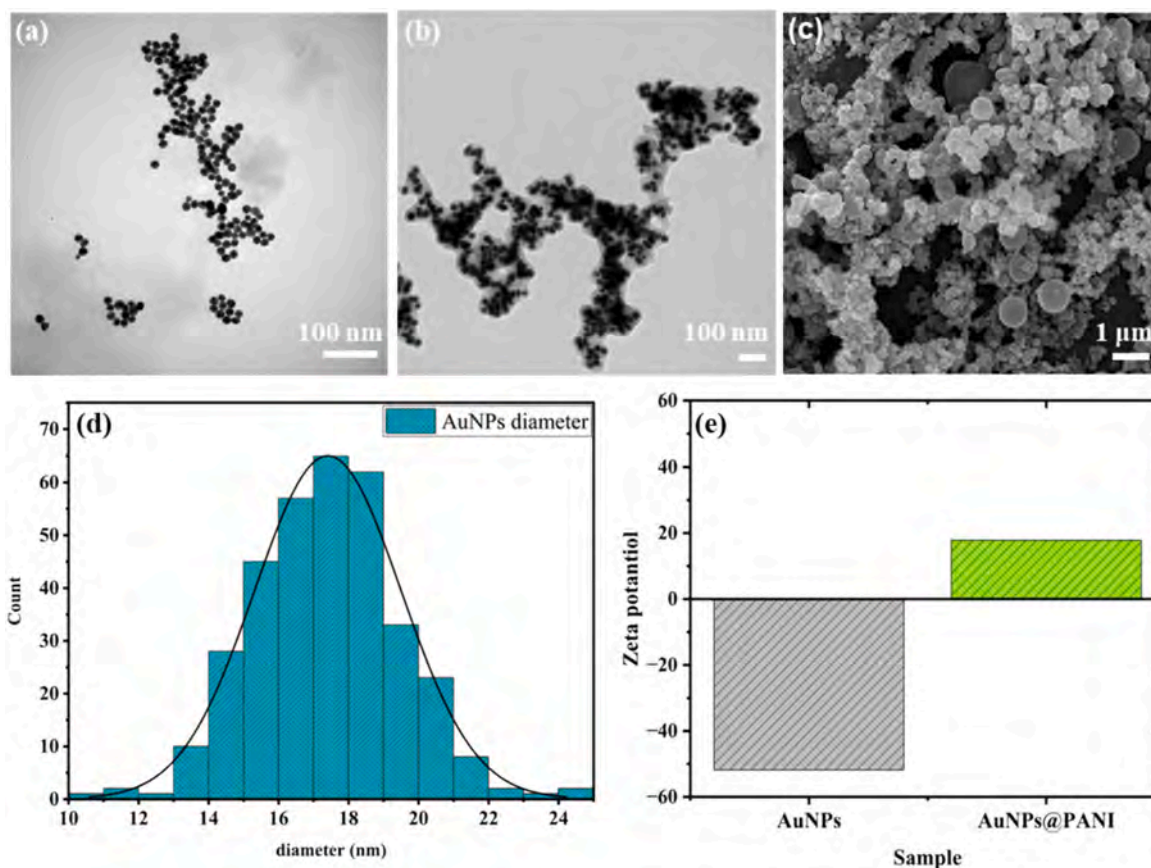 (a)
100 nm
(b)
100 nm
(c)
1 μm
(d)
AuNPs diameter
70
60
50
40
30
20
10
0
Count
10 12 14 16 18 20 22 24
diameter (nm)
(e)
60
40
20
0
−20
−40
−60
Zeta potantiol
AuNPs AuNPs@PANI
Sample